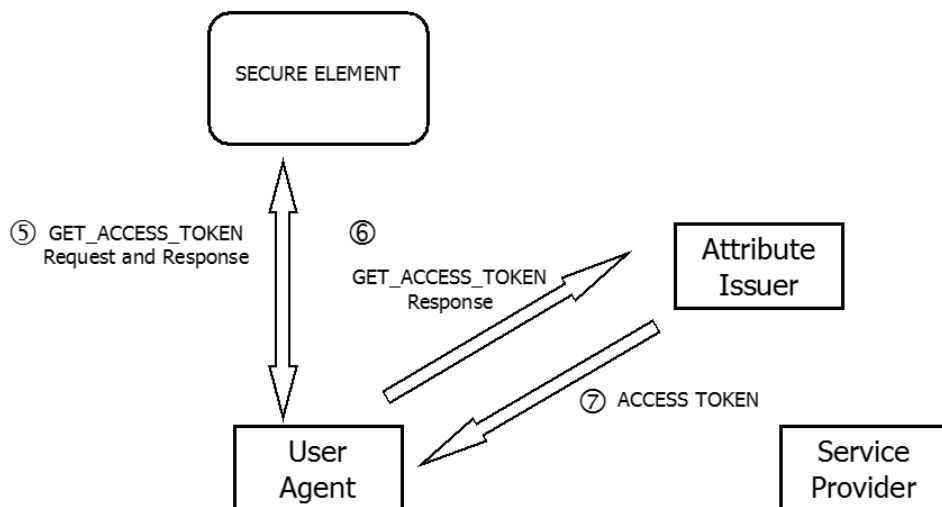 SECURE ELEMENT
⑤ GET_ACCESS_TOKEN
Request and Response
⑥
GET_ACCESS_TOKEN
Response
Attribute
Issuer
⑦ ACCESS TOKEN
User
Agent
Service
Provider